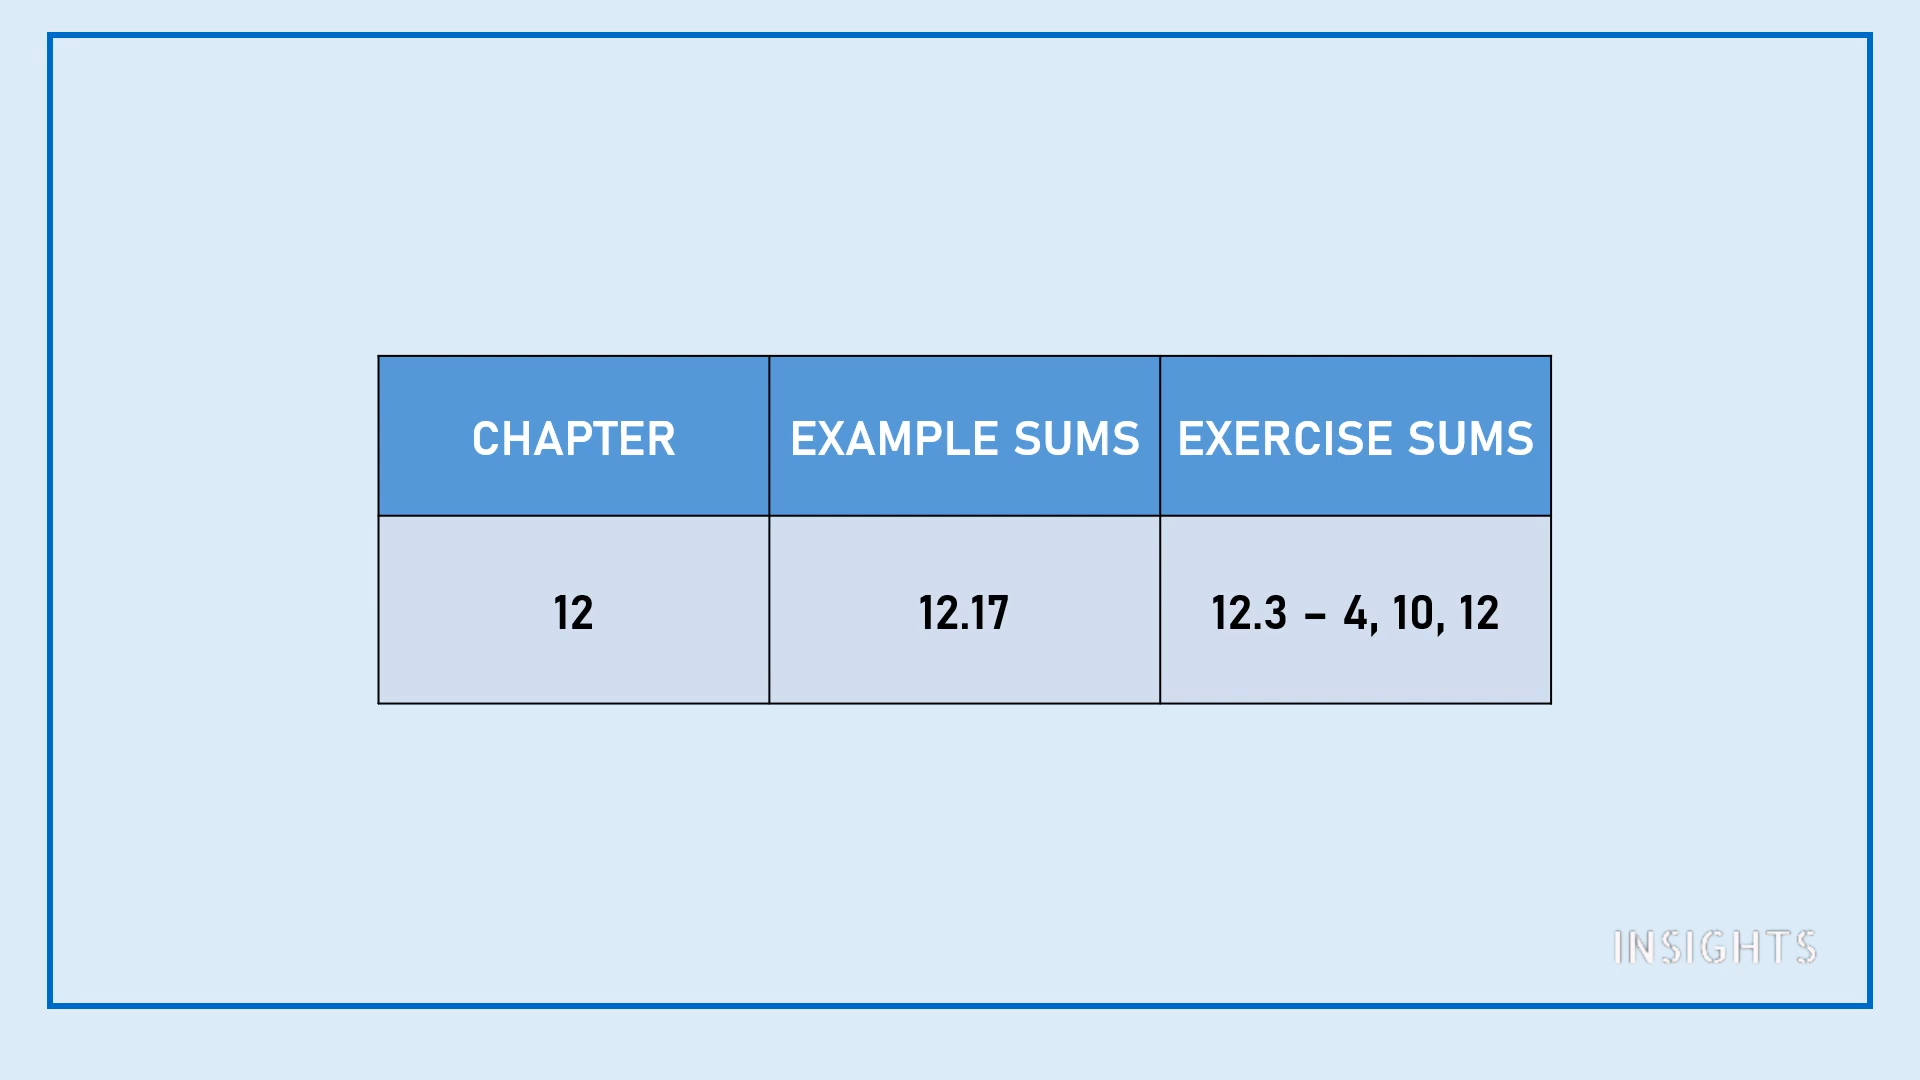 CHAPTER EXAMPLE SUMS EXERCISE SUMS
12 12.17 12.3 – 4, 10, 12
INSIGHTS